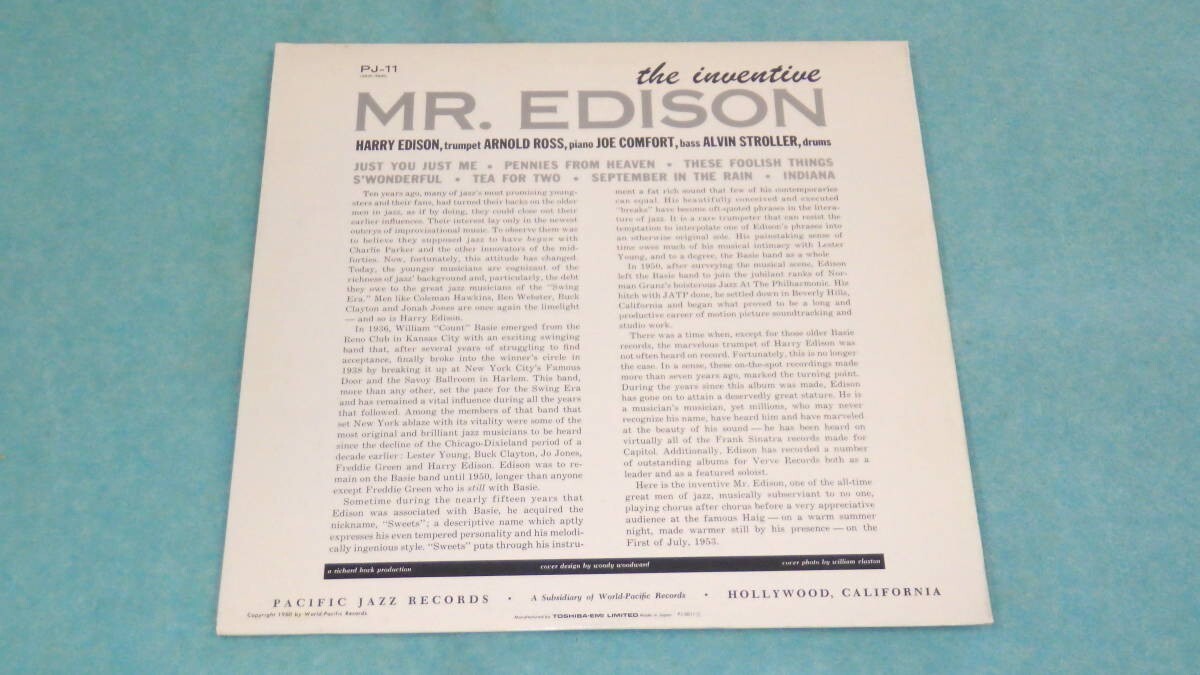 PJ-11
the inventive
MR. EDISON
HARRY EDISON, trumpet ARNOLD ROSS, piano JOE COMFORT, bass ALVIN STROLLER, drums
JUST YOU JUST ME • PENNIES FROM HEAVEN • THESE FOOLISH THINGS
S'WONDERFUL • TEA FOR TWO • SEPTEMBER IN THE RAIN • INDIANA
Ten years ago, many of jazz's most promising young-
sters and their fans, had turned their backs on the older
men in jazz, as if by doing, they could close out their
earlier influences. Their interest lay only in the newest
outcrys of improvisational music. To observe them was
to believe they supposed jazz to have begun with
Charlie Parker and the other innovators of the mid-
forties. Now, fortunately, this attitude has changed.
Today, the younger musicians are cognizant of the
richness of jazz' background and, particularly, the debt
they owe to the great jazz musicians of the "Swing
Era." Men like Coleman Hawkins, Ben Webster, Buck
Clayton and Jonah Jones are once again the limelight
— and so is Harry Edison.
In 1936, William "Count" Basie emerged from the
Reno Club in Kansas City with an exciting swinging
band that, after several years of struggling to find
acceptance, finally broke into the winner's circle in
1938 by breaking it up at New York City's Famous
Door and the Savoy Ballroom in Harlem. This band,
more than any other, set the pace for the Swing Era
and has remained a vital influence during all the years
that followed. Among the members of that band that
set New York ablaze with its vitality were some of the
most original and brilliant jazz musicians to be heard
since the decline of the Chicago-Dixieland period of a
decade earlier: Lester Young, Buck Clayton, Jo Jones,
Freddie Green and Harry Edison. Edison was to re-
main on the Basie band until 1950, longer than anyone
except Freddie Green who is still with Basie.
Sometime during the nearly fifteen years that
Edison was associated with Basie, he acquired the
nickname, "Sweets"; a descriptive name which aptly
expresses his even tempered personality and his melodi-
cally ingenious style. "Sweets" puts through his instru-
ment a fat rich sound that few of his contemporaries
can equal. His beautifully conceived and executed
"breaks" have become oft-quoted phrases in the litera-
ture of jazz. It is a rare trumpeter that can resist the
temptation to interpolate one of Edison's phrases into
an otherwise original solo. His painstaking sense of
time owes much of his musical intimacy with Lester
Young, and to a degree, the Basie band as a whole
In 1950, after surveying the musical scene, Edison
left the Basie band to join the jubilant ranks of Nor-
man Granz's boisterous Jazz At The Philharmonic. His
hitch with JATP done, he settled down in Beverly Hills,
California and began what proved to be a long and
productive career of motion picture soundtracking and
studio work.
There was a time when, except for those older Basie
records, the marvelous trumpet of Harry Edison was
not often heard on record. Fortunately, this is no longer
the case. In a sense, these on-the-spot recordings made
more than seven years ago, marked the turning point.
During the years since this album was made, Edison
has gone on to attain a deservedly great stature. He is
a musician's musician, yet millions, who may never
recognize his name, have heard him and have marveled
at the beauty of his sound — he has been heard on
virtually all of the Frank Sinatra records made for
Capitol. Additionally, Edison has recorded a number
of outstanding albums for Verve Records both as a
leader and as a featured soloist.
Here is the inventive Mr. Edison, one of the all-time
great men of jazz, musically subserviant to no one,
playing chorus after chorus before a very appreciative
audience at the famous Haig — on a warm summer
night, made warmer still by his presence — on the
First of July, 1953.
a richard bock production cover design by woody woodward cover photo by william claxton
PACIFIC JAZZ RECORDS • A Subsidiary of World-Pacific Records • HOLLYWOOD, CALIFORNIA
Copyright 1960 by World-Pacific Records Manufactured by TOSHIBA-EMI LIMITED Made in Japan